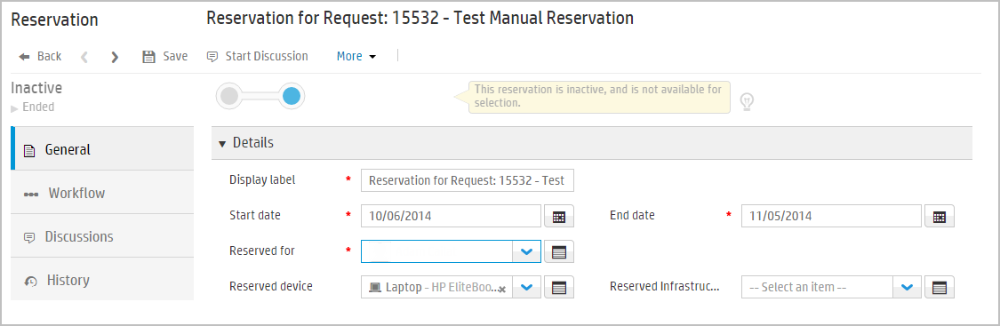 Reservation
Reservation for Request: 15532 - Test Manual Reservation
Back
Save
Start Discussion
More
Inactive
Ended
This reservation is inactive, and is not available for
selection.
General
Workflow
Discussions
History
Details
Display label * Reservation for Request: 15532 - Test
Start date * 10/06/2014 End date * 11/05/2014
Reserved for *
Reserved device Laptop - HP EliteBoo... Reserved Infrastruc... -- Select an item --